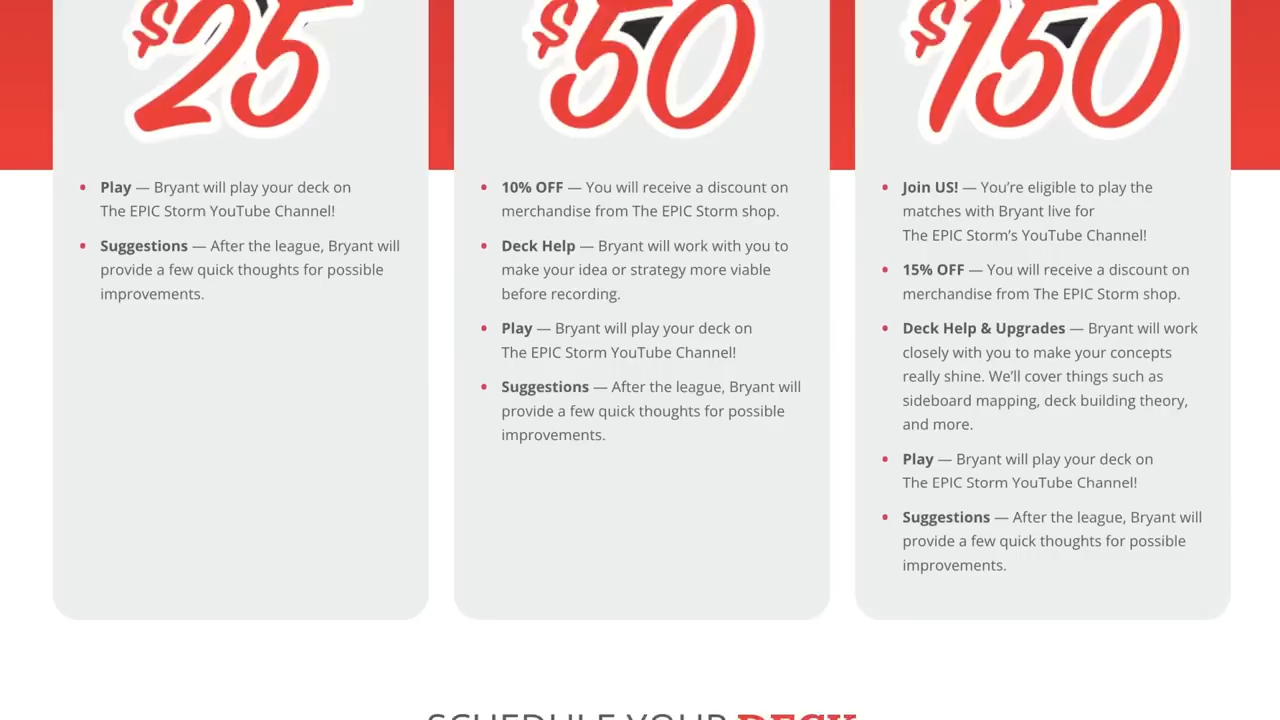 $25
• Play — Bryant will play your deck on
The EPIC Storm YouTube Channel!
• Suggestions — After the league, Bryant will
provide a few quick thoughts for possible
improvements.
$50
• 10% OFF — You will receive a discount on
merchandise from The EPIC Storm shop.
• Deck Help — Bryant will work with you to
make your idea or strategy more viable
before recording.
• Play — Bryant will play your deck on
The EPIC Storm YouTube Channel!
• Suggestions — After the league, Bryant will
provide a few quick thoughts for possible
improvements.
$150
• Join US! — You’re eligible to play the
matches with Bryant live for
The EPIC Storm’s YouTube Channel!
• 15% OFF — You will receive a discount on
merchandise from The EPIC Storm shop.
• Deck Help & Upgrades — Bryant will work
closely with you to make your concepts
really shine. We’ll cover things such as
sideboard mapping, deck building theory,
and more.
• Play — Bryant will play your deck on
The EPIC Storm YouTube Channel!
• Suggestions — After the league, Bryant will
provide a few quick thoughts for possible
improvements.
SCHEDULE YOUR DECK